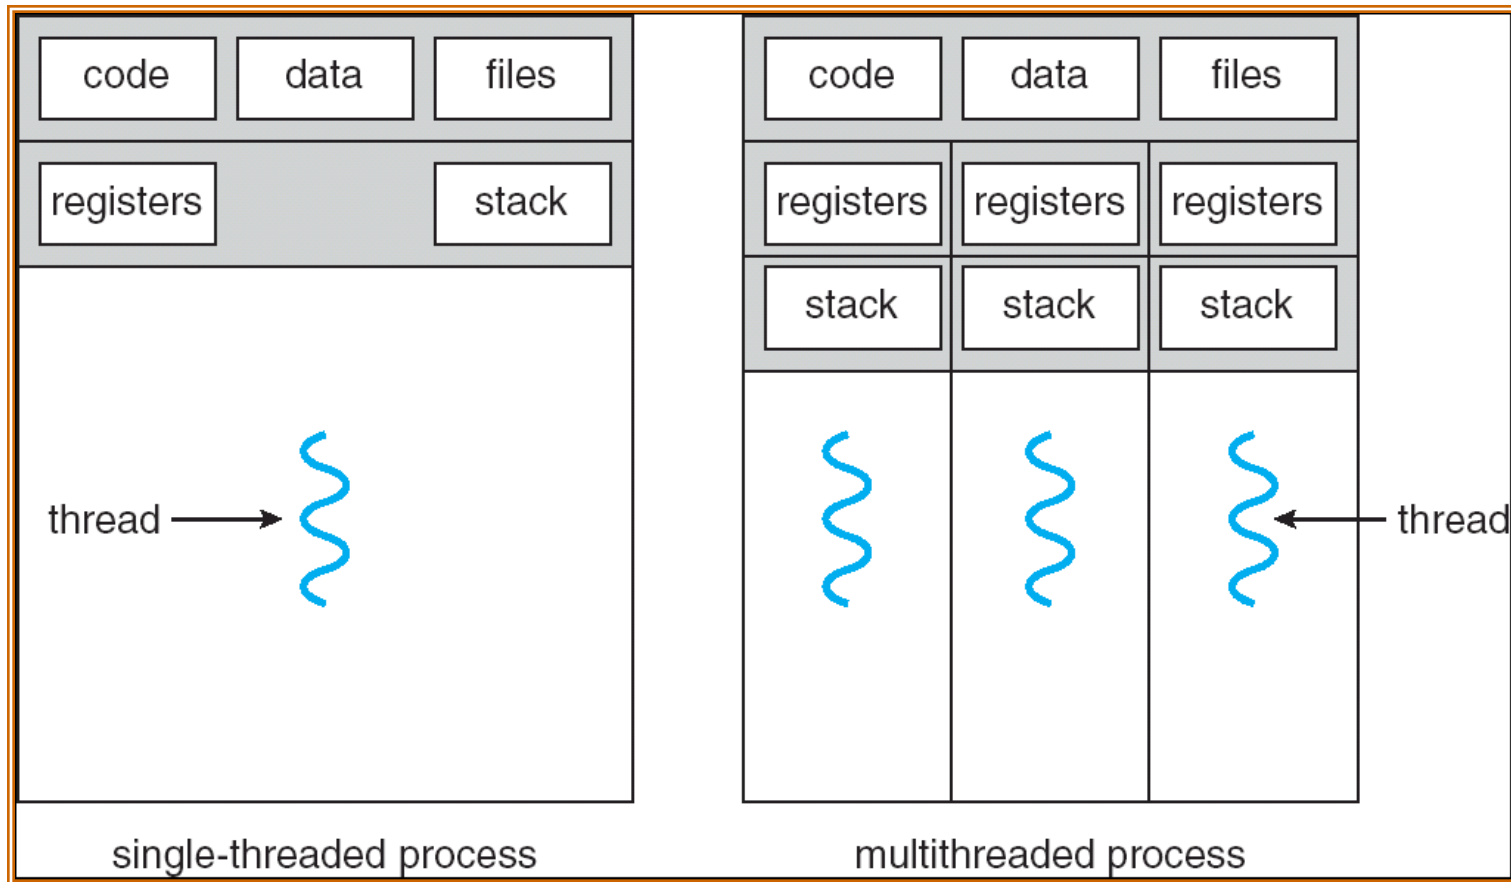 code data files
registers stack
thread
single-threaded process
code data files
registers registers registers
stack stack stack
thread
multithreaded process